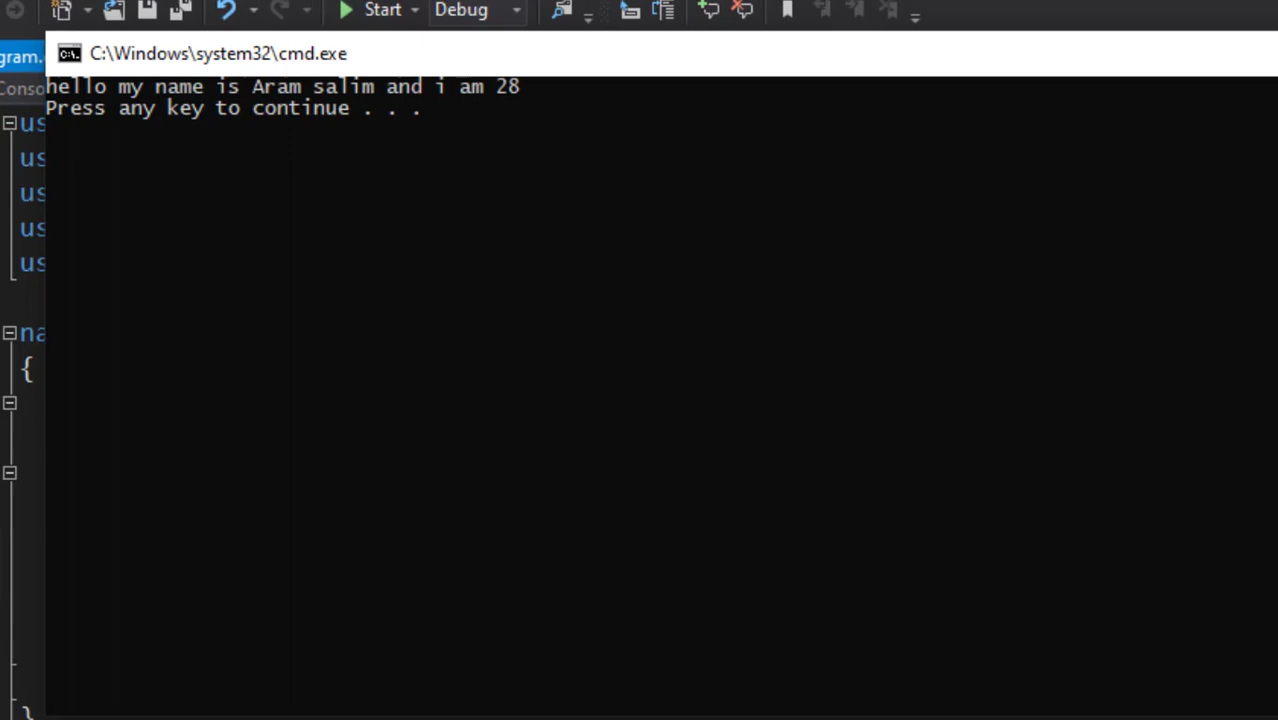 Start Debug
C:\Windows\system32\cmd.exe
gram.
Conso
hello my name is Aram salim and i am 28
Press any key to continue . . .
us
us
us
us
us
na
{
}